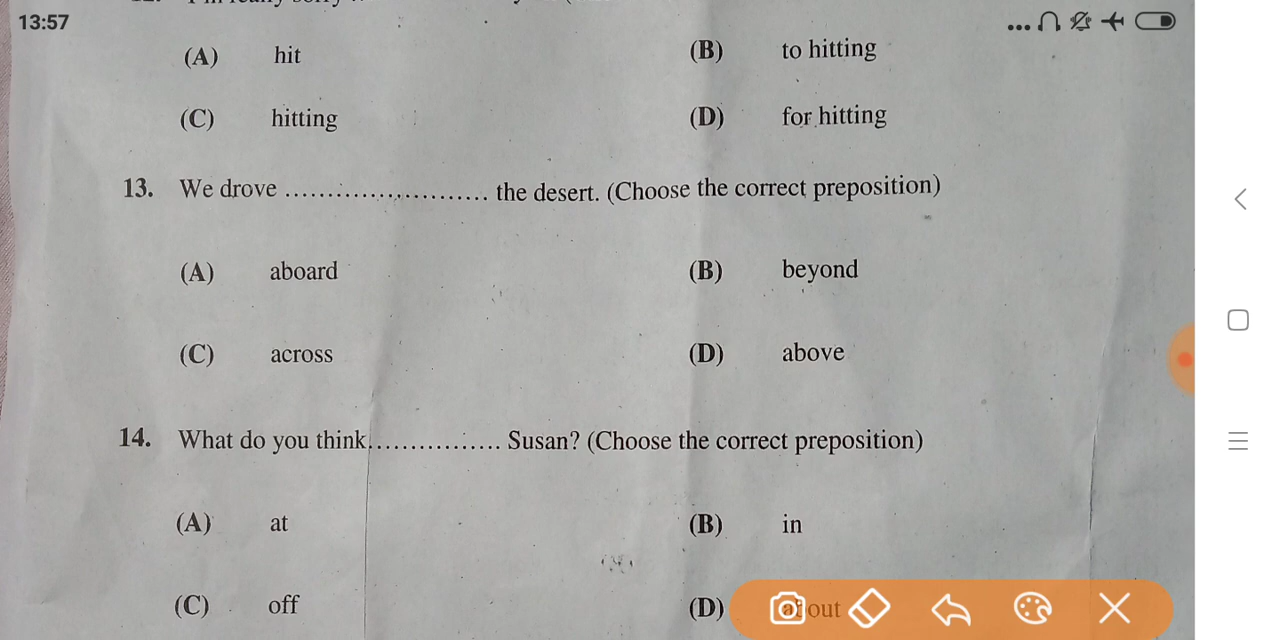 13:57
(A) hit (B) to hitting
(C) hitting (D) for hitting
13. We drove ........................ the desert. (Choose the correct preposition)
(A) aboard (B) beyond
(C) across (D) above
14. What do you think................ Susan? (Choose the correct preposition)
(A) at (B) in
(C) off (D) about